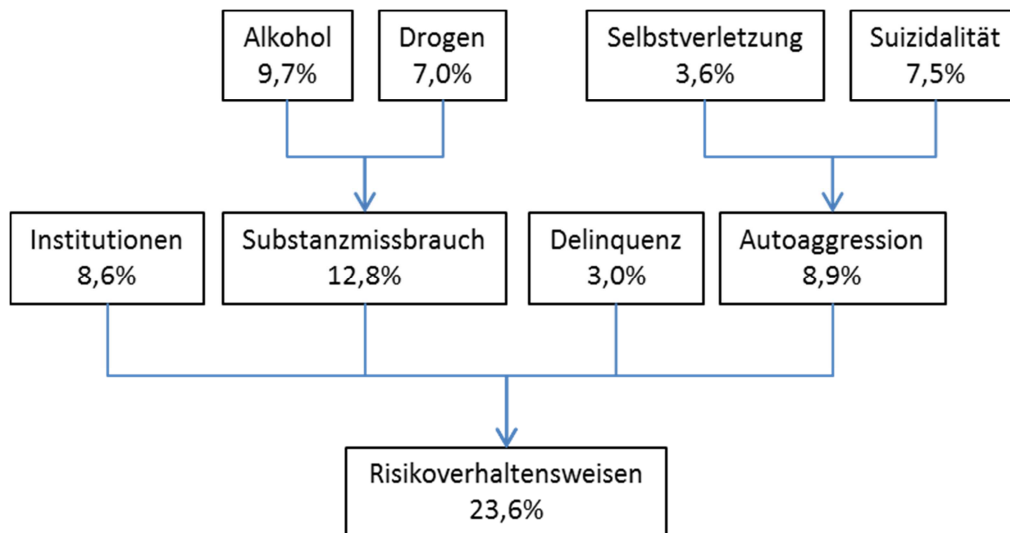 Alkohol
9,7%
Drogen
7,0%
Selbstverletzung
3,6%
Suizidalität
7,5%
Institutionen
8,6%
Substanzmissbrauch
12,8%
Delinquenz
3,0%
Autoaggression
8,9%
Risikoverhaltensweisen
23,6%